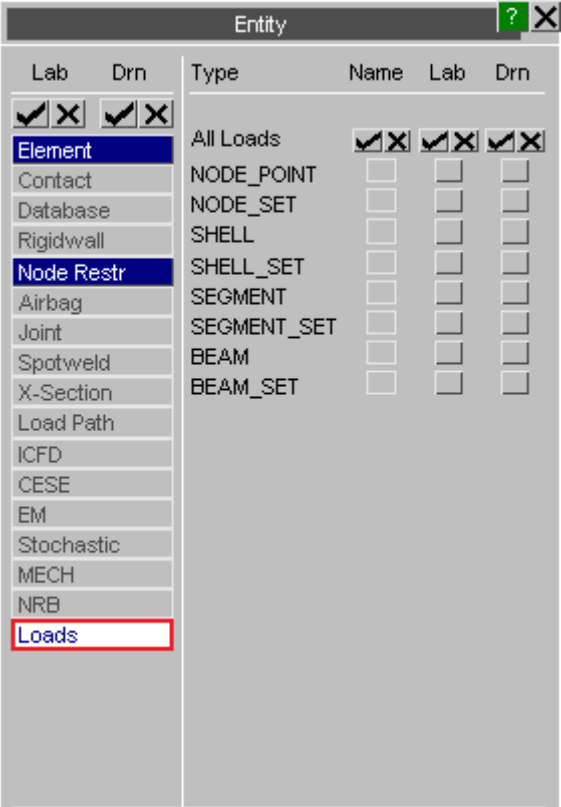 Entity ?
Lab Drn
Element
Contact
Database
Rigidwall
Node Restr
Airbag
Joint
Spotweld
X-Section
Load Path
ICFD
CESE
EM
Stochastic
MECH
NRB
Loads
Type Name Lab Drn
All Loads
NODE_POINT
NODE_SET
SHELL
SHELL_SET
SEGMENT
SEGMENT_SET
BEAM
BEAM_SET